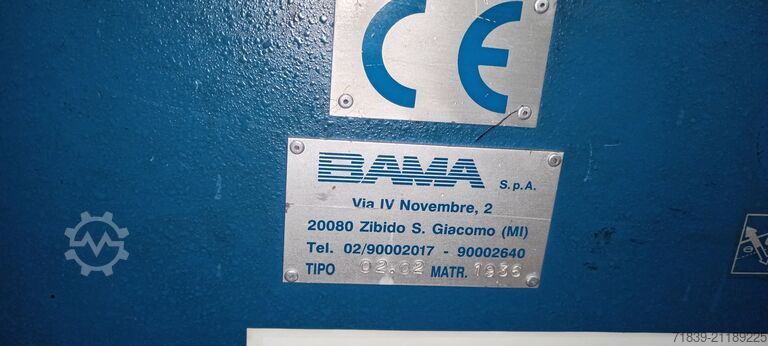 CE
BAMA S.p.A.
Via IV Novembre, 2
20080 Zibido S. Giacomo (MI)
Tel. 02/90002017 - 90002640
TIPO 02.02 MATR. 1936
71839-21189225